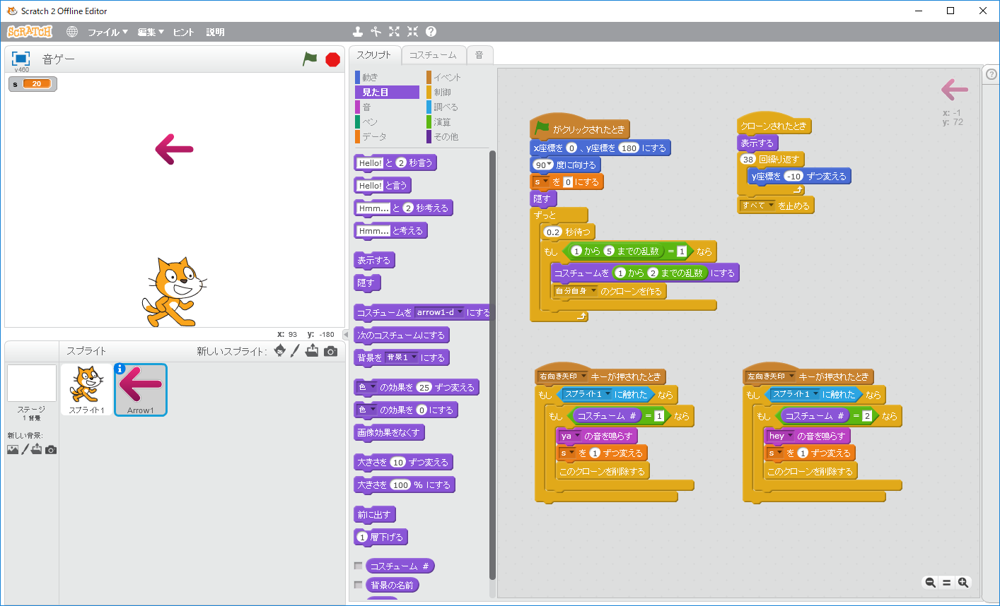 Scratch 2 Offline Editor
SCRATCH ファイル 編集 ヒント 説明
v460
音ゲー
s 20
x: 93 y: -180
スプライト 新しいスプライト:
ステージ
1 背景
新しい背景:
スプライト1
Arrow1
スクリプト コスチューム 音
動き イベント
見た目 制御
音 調べる
ペン 演算
データ その他
Hello! と 2 秒言う
Hello! と言う
Hmm... と 2 秒考える
Hmm... と考える
表示する
隠す
コスチュームを arrow1-d にする
次のコスチュームにする
背景を 背景1 にする
色 の効果を 25 ずつ変える
色 の効果を 0 にする
画像効果をなくす
大きさを 10 ずつ変える
大きさを 100 % にする
前に出す
1 層下げる
コスチューム #
背景の名前
がクリックされたとき
x座標を 0 、y座標を 180 にする
90 度に向ける
s を 0 にする
隠す
ずっと
0.2 秒待つ
もし 1 から 5 までの乱数 = 1 なら
コスチュームを 1 から 2 までの乱数 にする
自分自身 のクローンを作る
クローンされたとき
表示する
38 回繰り返す
y座標を -10 ずつ変える
すべて を止める
x: -1
y: 72
右向き矢印 キーが押されたとき
もし スプライト1 に触れた なら
もし コスチューム # = 1 なら
ya の音を鳴らす
s を 1 ずつ変える
このクローンを削除する
左向き矢印 キーが押されたとき
もし スプライト1 に触れた なら
もし コスチューム # = 2 なら
hey の音を鳴らす
s を 1 ずつ変える
このクローンを削除する